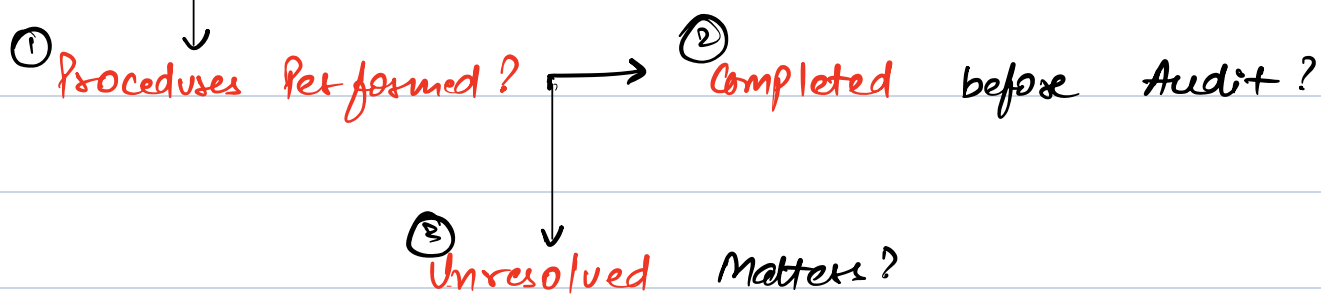 ① Procedures Performed? ② Completed before Audit?
③ Unresolved Matters?